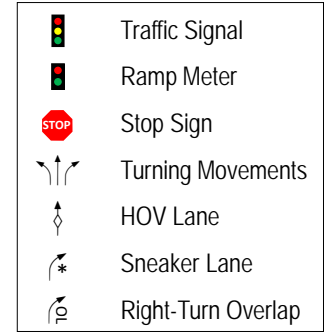 Traffic Signal
Ramp Meter
STOP Stop Sign
Turning Movements
HOV Lane
* Sneaker Lane
OL Right-Turn Overlap